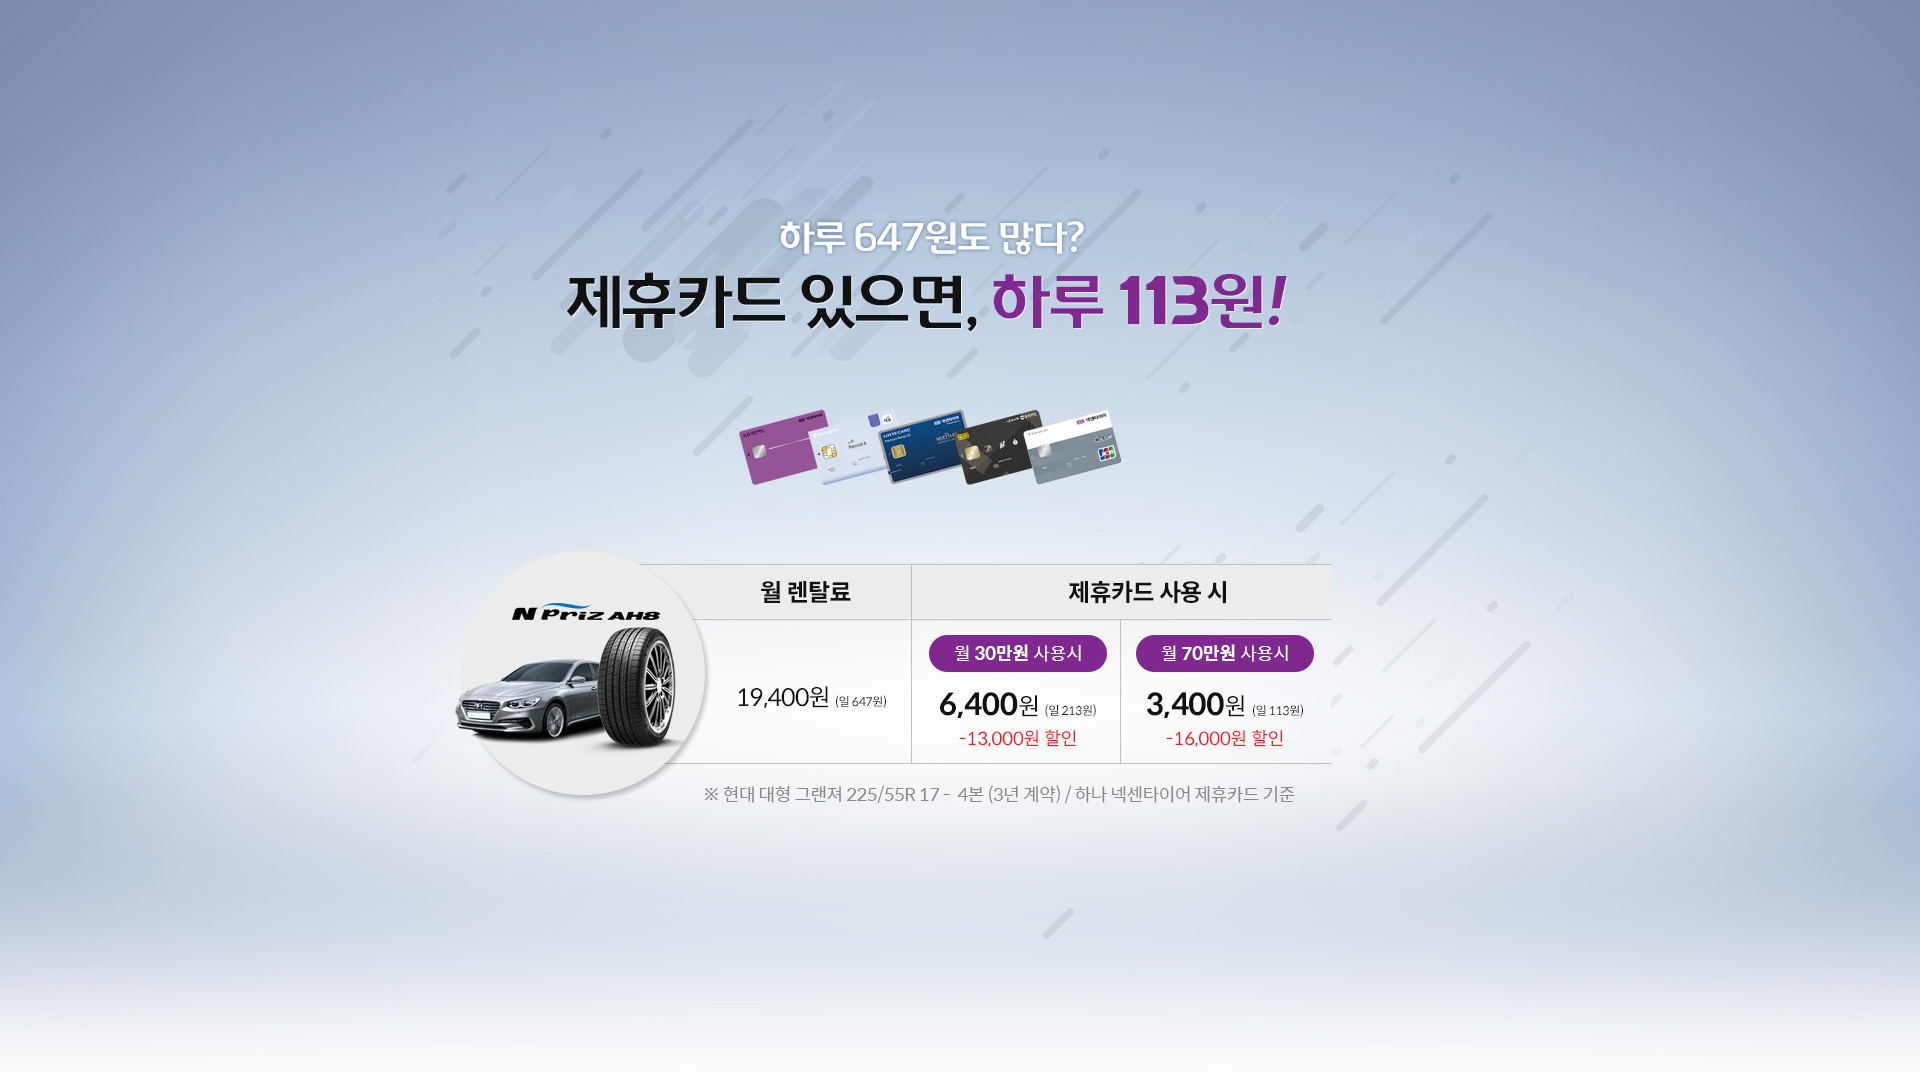 하루 647원도 많다?
제휴카드 있으면, 하루 113원!
LOTTE CARD
N'Priz AH8
월 렌탈료
제휴카드 사용 시
월 30만원 사용시
월 70만원 사용시
19,400원 (일 647원)
6,400원 (일 213원)
3,400원 (일 113원)
-13,000원 할인
-16,000원 할인
※ 현대 대형 그랜져 225/55R 17 - 4본 (3년 계약) / 하나 넥센타이어 제휴카드 기준